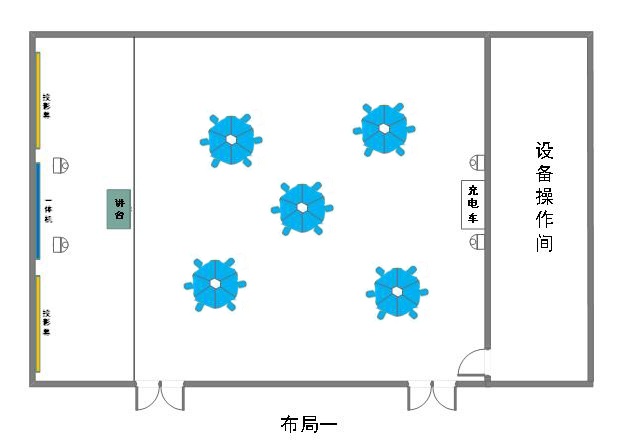 投影幕
一体机
投影幕
讲台
充电车
设备操作间
布局一